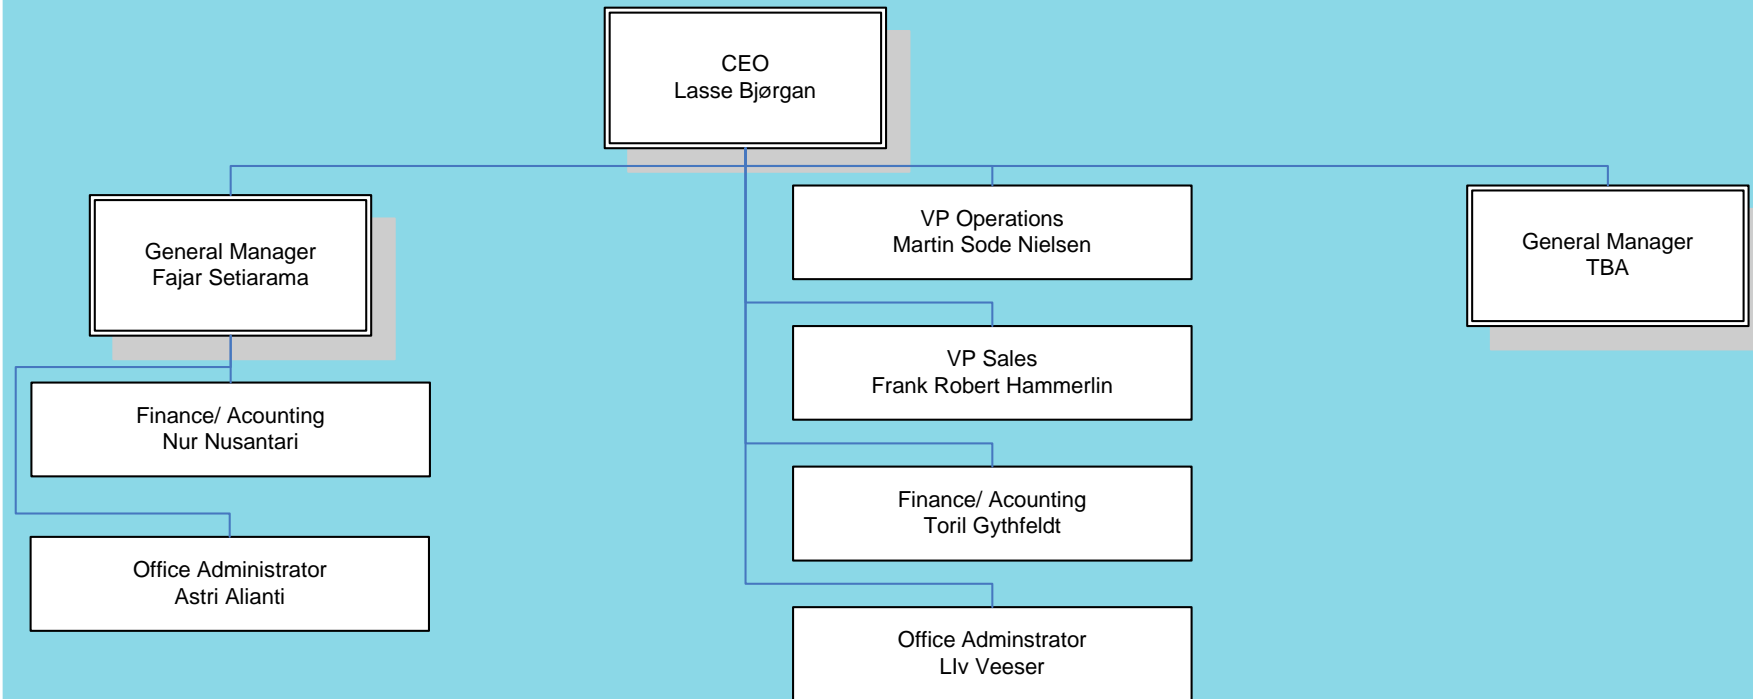 CEO
Lasse Bjørgan
General Manager
Fajar Setiarama
VP Operations
Martin Sode Nielsen
General Manager
TBA
VP Sales
Frank Robert Hammerlin
Finance/ Acounting
Nur Nusantari
Finance/ Acounting
Toril Gythfeldt
Office Administrator
Astri Alianti
Office Adminstrator
LIv Veeser